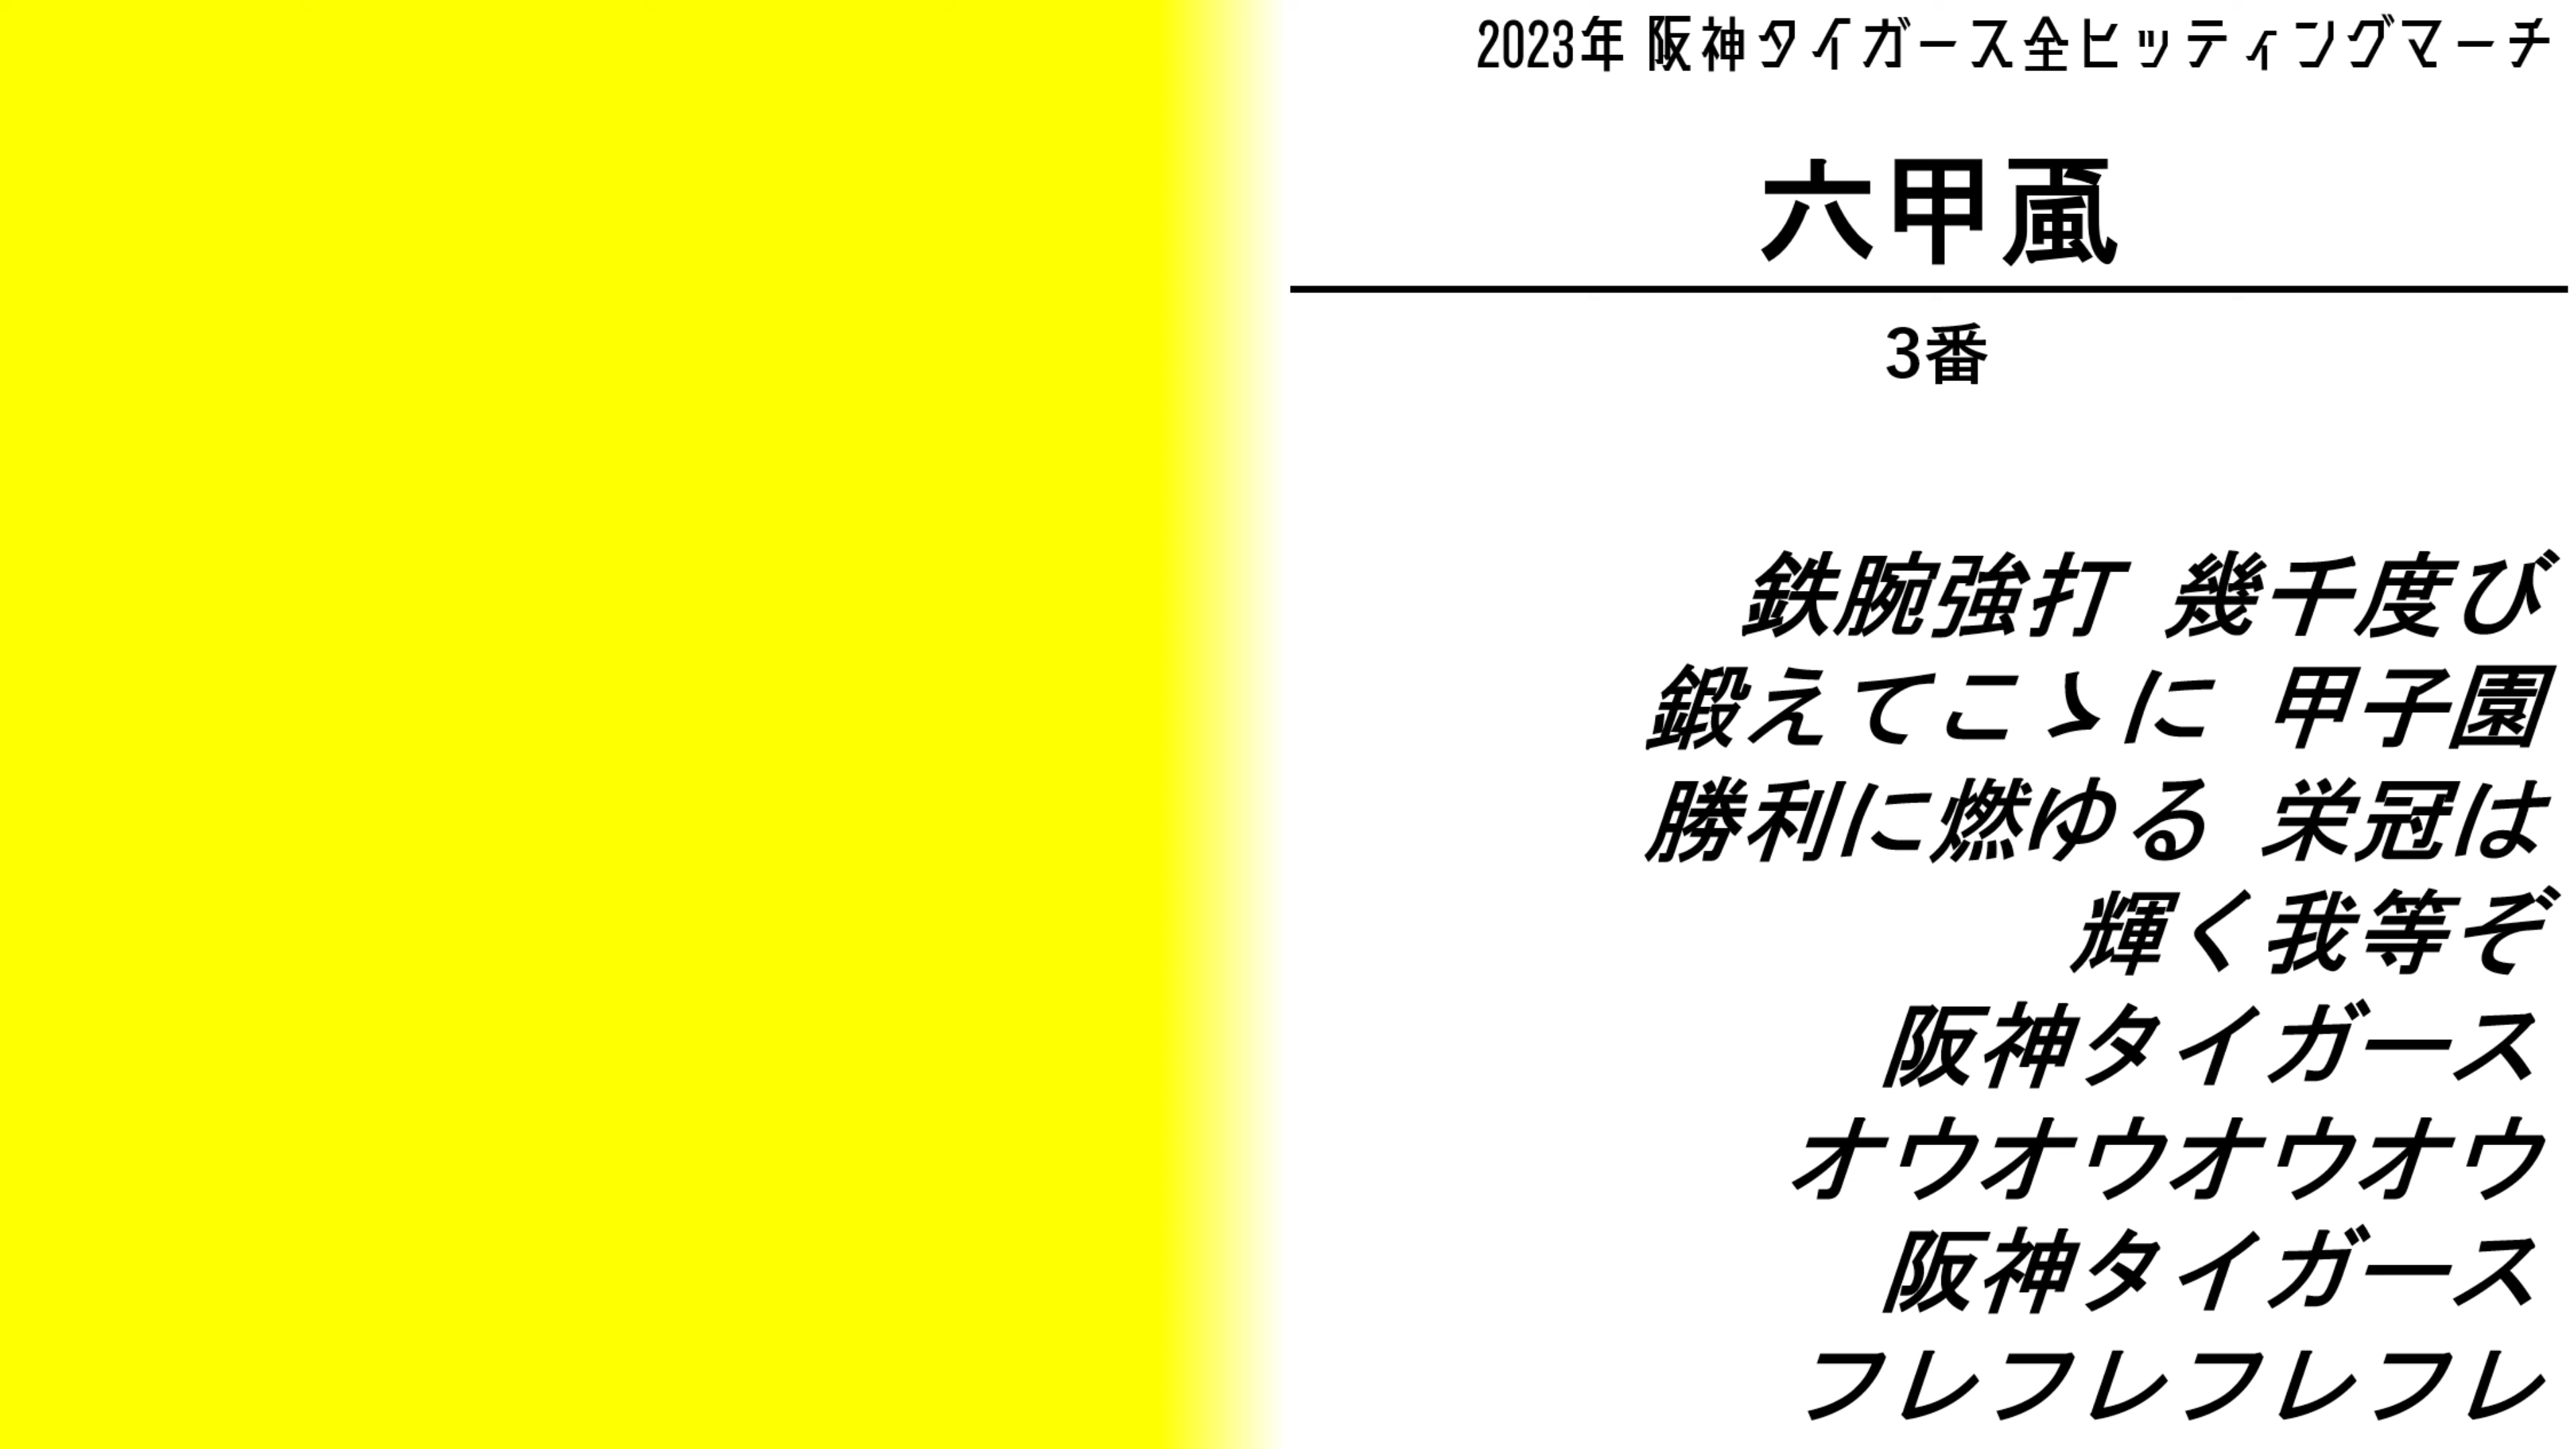 2023年 阪神タイガース全ヒッティングマーチ
六甲颪
3番
鉄腕強打 幾千度び
鍛えてこゝに 甲子園
勝利に燃ゆる 栄冠は
輝く我等ぞ
阪神タイガース
オウオウオウオウ
阪神タイガース
フレフレフレフレ